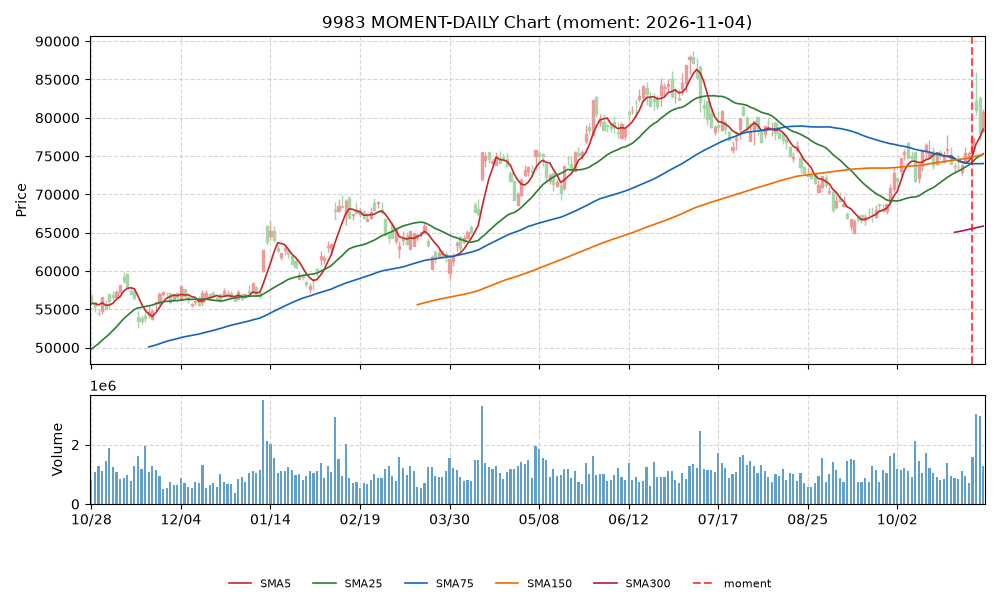 9983 MOMENT-DAILY Chart (moment: 2026-11-04)
90000
85000
80000
75000
70000
65000
60000
55000
50000
Price
1e6
2
0
Volume
10/28 12/04 01/14 02/19 03/30 05/08 06/12 07/17 08/25 10/02
SMA5 SMA25 SMA75 SMA150 SMA300 moment